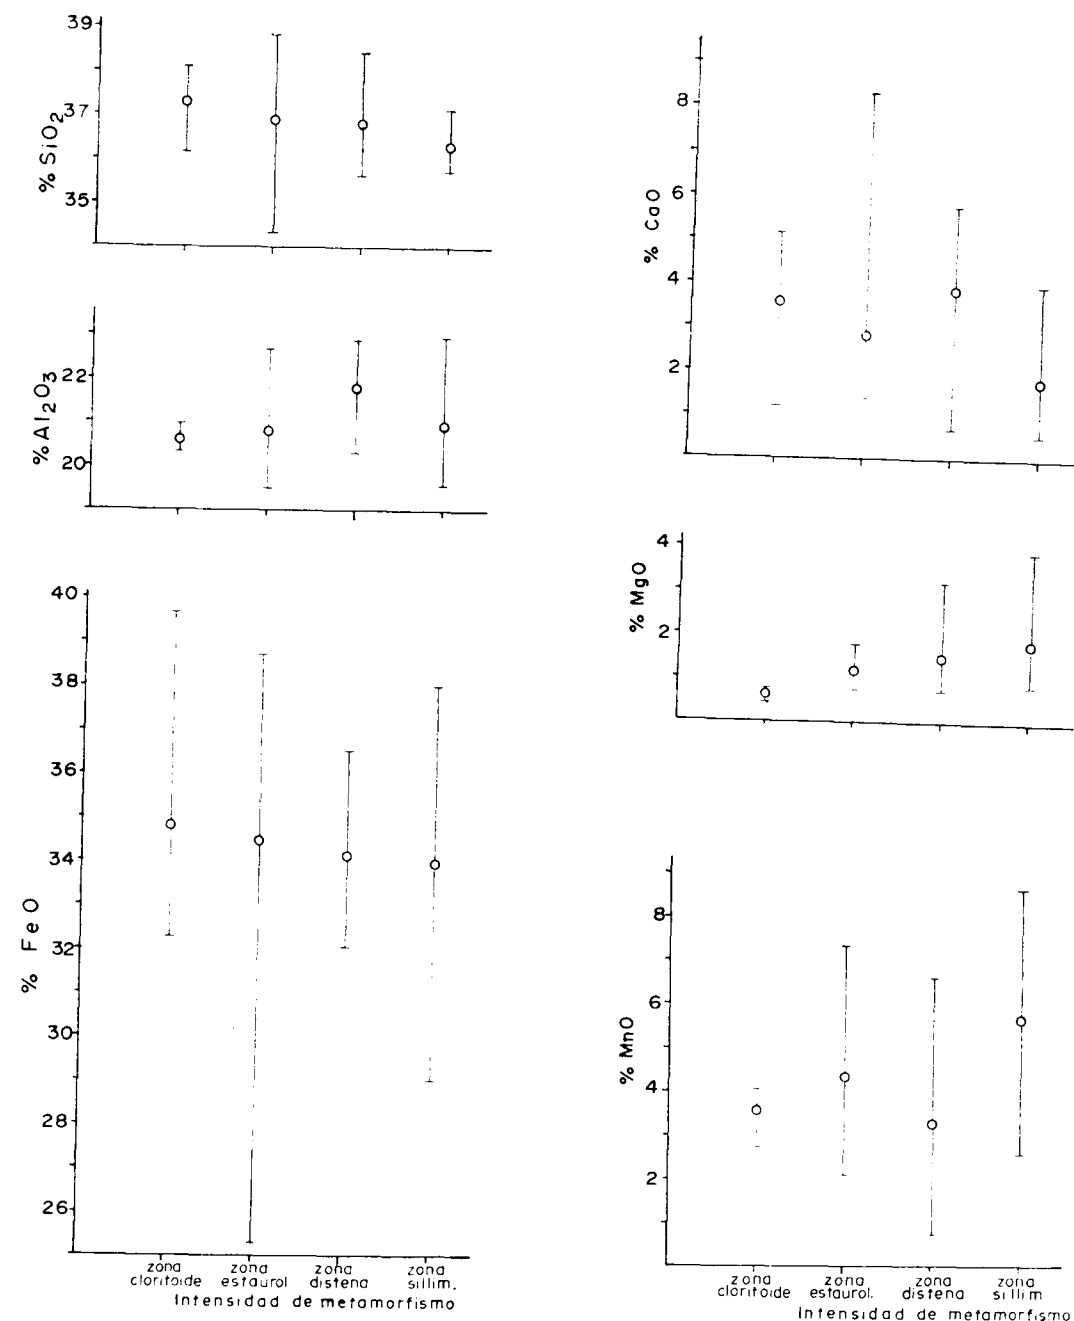 39
37
35
% SiO2
22
20
% Al2O3
40
38
36
34
32
30
28
26
% FeO
zona cloritoide
zona estaurol
zona distena
zona sillim.
Intensidad de metamorfismo
8
6
4
2
% CaO
4
2
% MgO
8
6
4
2
% MnO
zona cloritoide
zona estaurol.
zona distena
zona sillim
Intensidad de metamorfismo